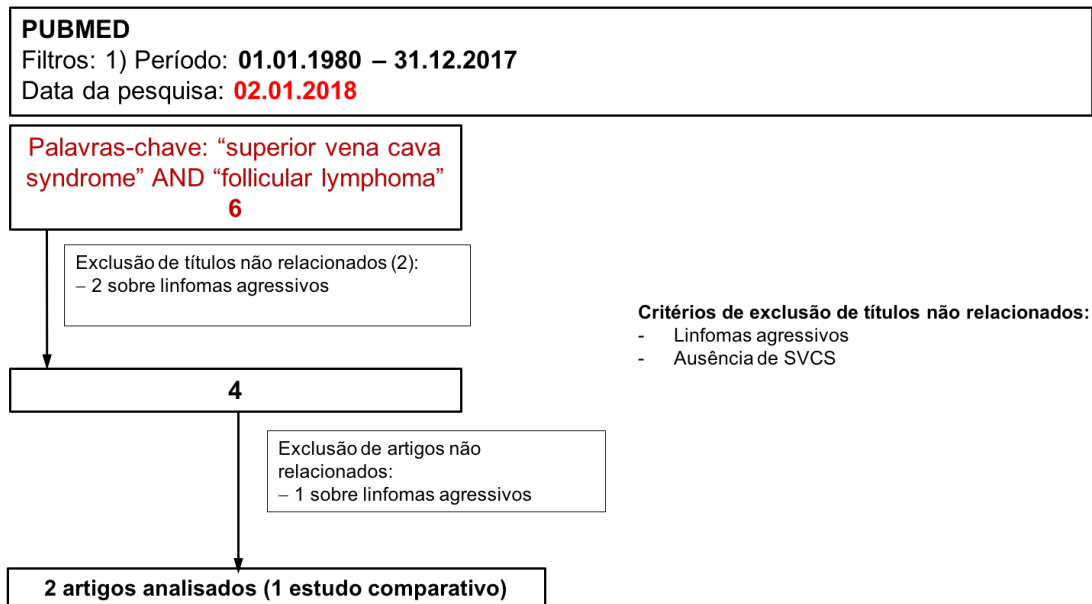 PUBMED
Filtros: 1) Período: 01.01.1980 – 31.12.2017
Data da pesquisa: 02.01.2018
Palavras-chave: “superior vena cava
syndrome” AND “follicular lymphoma”
6
Exclusão de títulos não relacionados (2):
– 2 sobre linfomas agressivos
Critérios de exclusão de títulos não relacionados:
- Linfomas agressivos
- Ausência de SVCS
4
Exclusão de artigos não
relacionados:
– 1 sobre linfomas agressivos
2 artigos analisados (1 estudo comparativo)